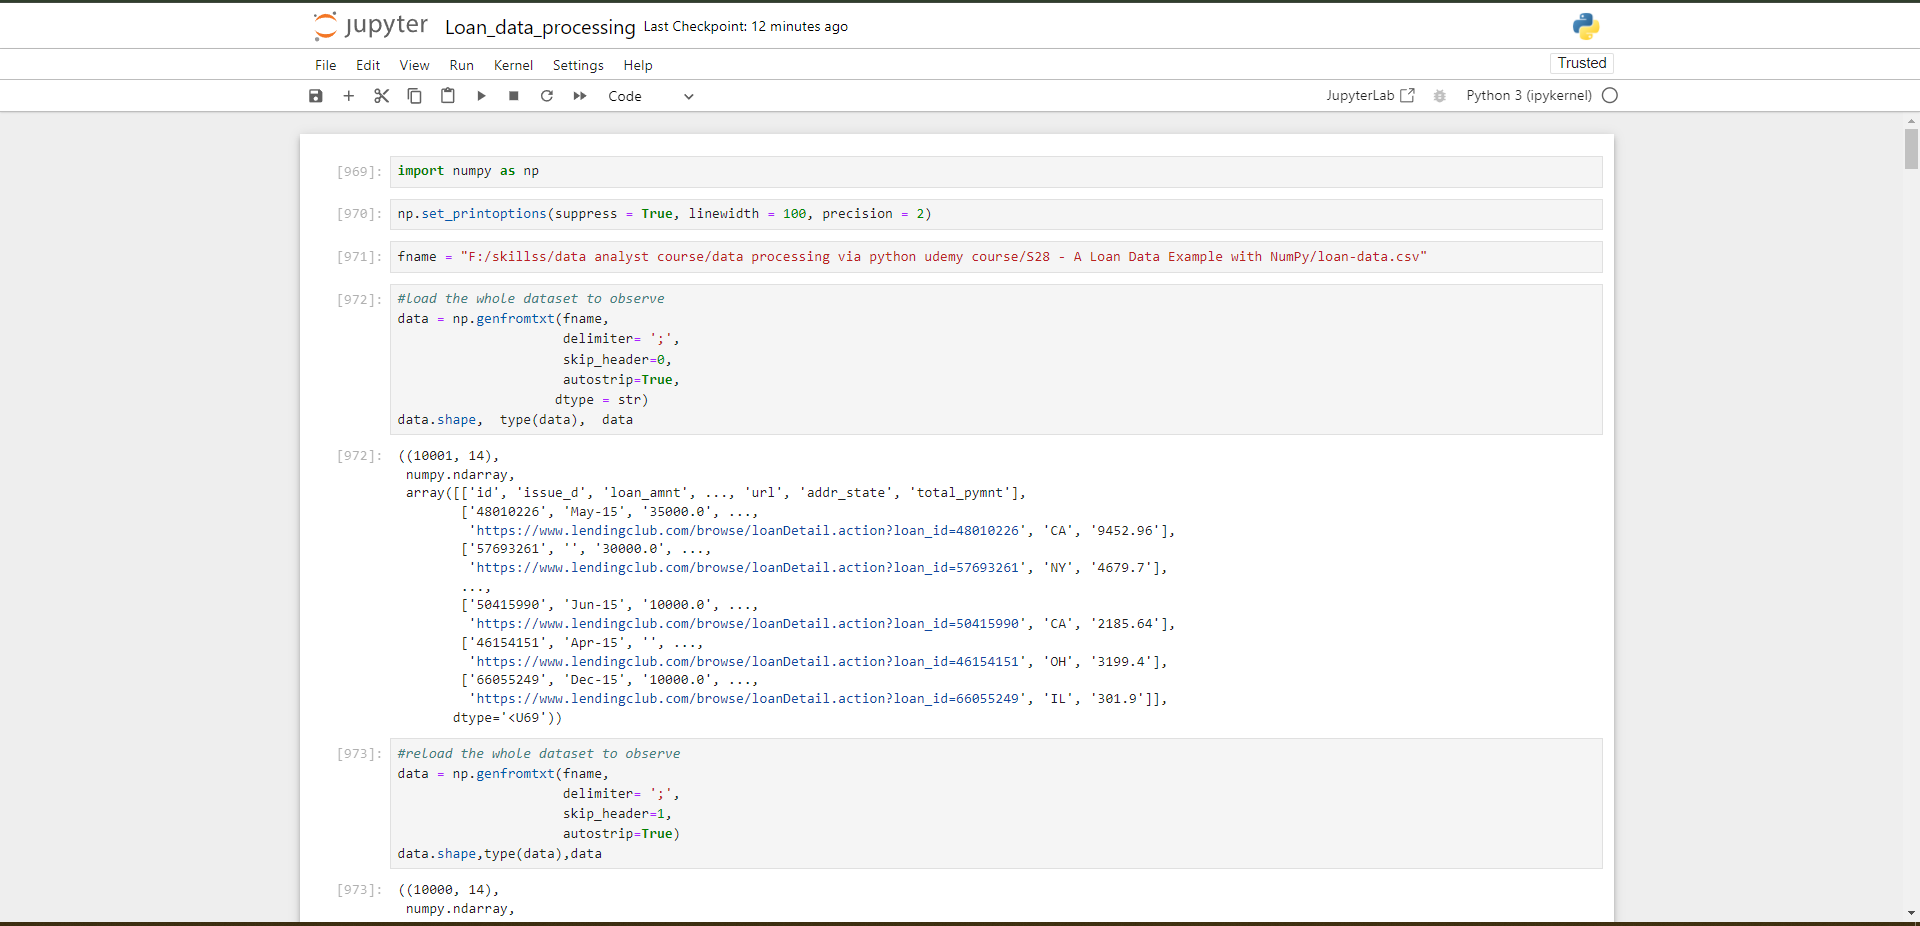 jupyter Loan_data_processing Last Checkpoint: 12 minutes ago
File Edit View Run Kernel Settings Help Trusted
Code JupyterLab Python 3 (ipykernel)
[969]: import numpy as np
[970]: np.set_printoptions(suppress = True, linewidth = 100, precision = 2)
[971]: fname = "F:/skillss/data analyst course/data processing via python udemy course/S28 - A Loan Data Example with NumPy/loan-data.csv"
[972]: #load the whole dataset to observe
data = np.genfromtxt(fname,
delimiter= ';',
skip_header=0,
autostrip=True,
dtype = str)
data.shape,  type(data),  data
[972]: ((10001, 14),
numpy.ndarray,
array([['id', 'issue_d', 'loan_amnt', ..., 'url', 'addr_state', 'total_pymnt'],
['48010226', 'May-15', '35000.0', ...,
'https://www.lendingclub.com/browse/loanDetail.action?loan_id=48010226', 'CA', '9452.96'],
['57693261', '', '30000.0', ...,
'https://www.lendingclub.com/browse/loanDetail.action?loan_id=57693261', 'NY', '4679.7'],
...,
['50415990', 'Jun-15', '10000.0', ...,
'https://www.lendingclub.com/browse/loanDetail.action?loan_id=50415990', 'CA', '2185.64'],
['46154151', 'Apr-15', '', ...,
'https://www.lendingclub.com/browse/loanDetail.action?loan_id=46154151', 'OH', '3199.4'],
['66055249', 'Dec-15', '10000.0', ...,
'https://www.lendingclub.com/browse/loanDetail.action?loan_id=66055249', 'IL', '301.9']],
dtype='<U69'))
[973]: #reload the whole dataset to observe
data = np.genfromtxt(fname,
delimiter= ';',
skip_header=1,
autostrip=True)
data.shape,type(data),data
[973]: ((10000, 14),
numpy.ndarray,